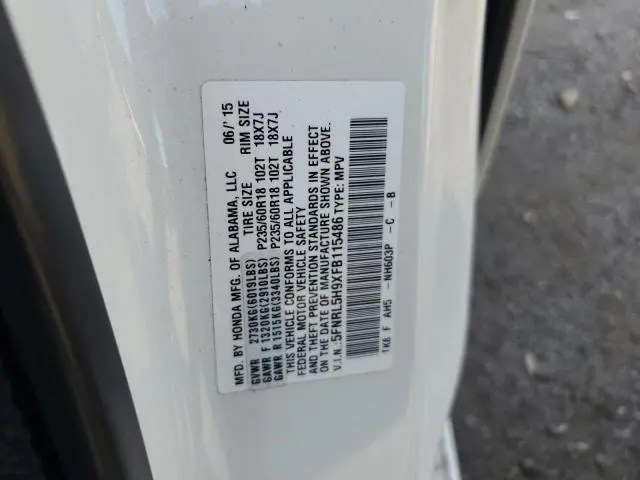 MFD. BY HONDA MFG. OF ALABAMA, LLC 06/' 15
TIRE SIZE RIM SIZE
GVWR 2730KG(6019LBS)
GAWR F 1320KG(2910LBS) P235/60R18 102T 18X7J
GAWR R 1515KG(3340LBS) P235/60R18 102T 18X7J
THIS VEHICLE CONFORMS TO ALL APPLICABLE
FEDERAL MOTOR VEHICLE SAFETY
AND THEFT PREVENTION STANDARDS IN EFFECT
ON THE DATE OF MANUFACTURE SHOWN ABOVE.
V.I.N.:5FNRL5H9XFB115486 TYPE: MPV
TK8 F AH5 -NH603P -C -B